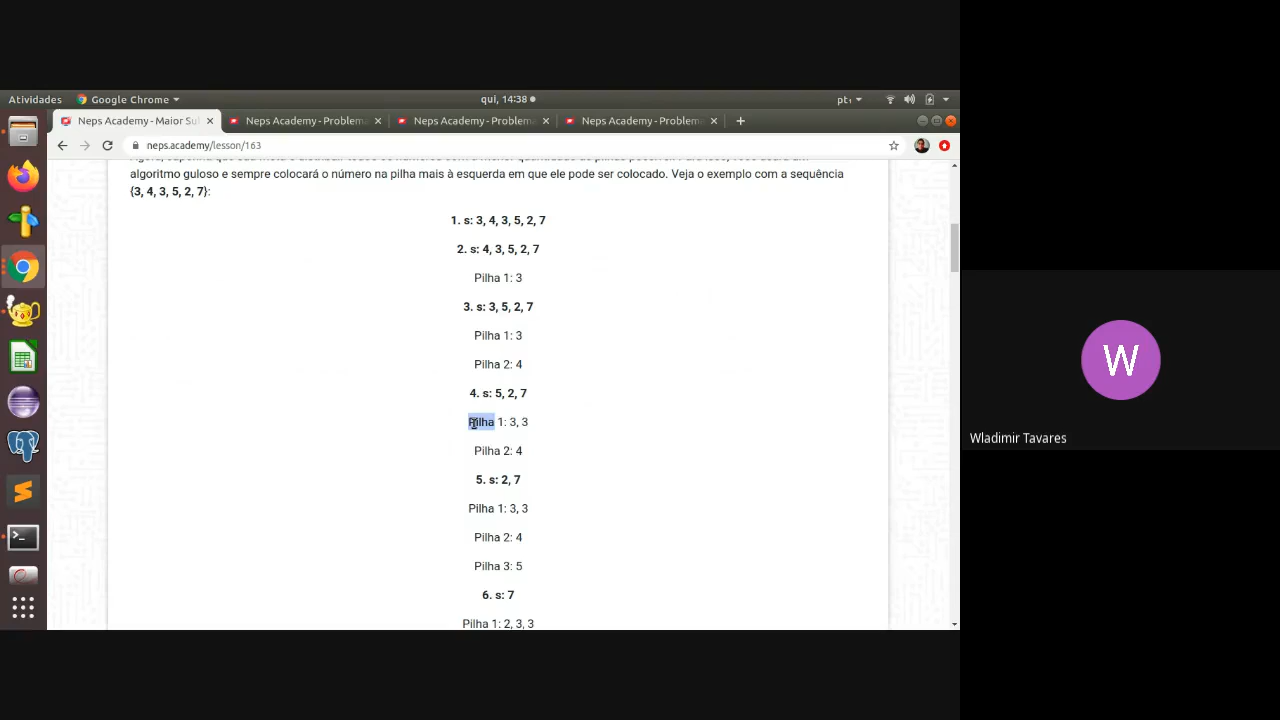 Atividades
Google Chrome
qui, 14:38
pt
Neps Academy - Maior Sul
Neps Academy - Problema
Neps Academy - Problema
Neps Academy - Problema
neps.academy/lesson/163
algoritmo guloso e sempre colocará o número na pilha mais à esquerda em que ele pode ser colocado. Veja o exemplo com a sequência
{3, 4, 3, 5, 2, 7}:
1. s: 3, 4, 3, 5, 2, 7
2. s: 4, 3, 5, 2, 7
Pilha 1: 3
3. s: 3, 5, 2, 7
Pilha 1: 3
Pilha 2: 4
4. s: 5, 2, 7
Pilha 1: 3, 3
Pilha 2: 4
5. s: 2, 7
Pilha 1: 3, 3
Pilha 2: 4
Pilha 3: 5
6. s: 7
Pilha 1: 2, 3, 3
W
Wladimir Tavares